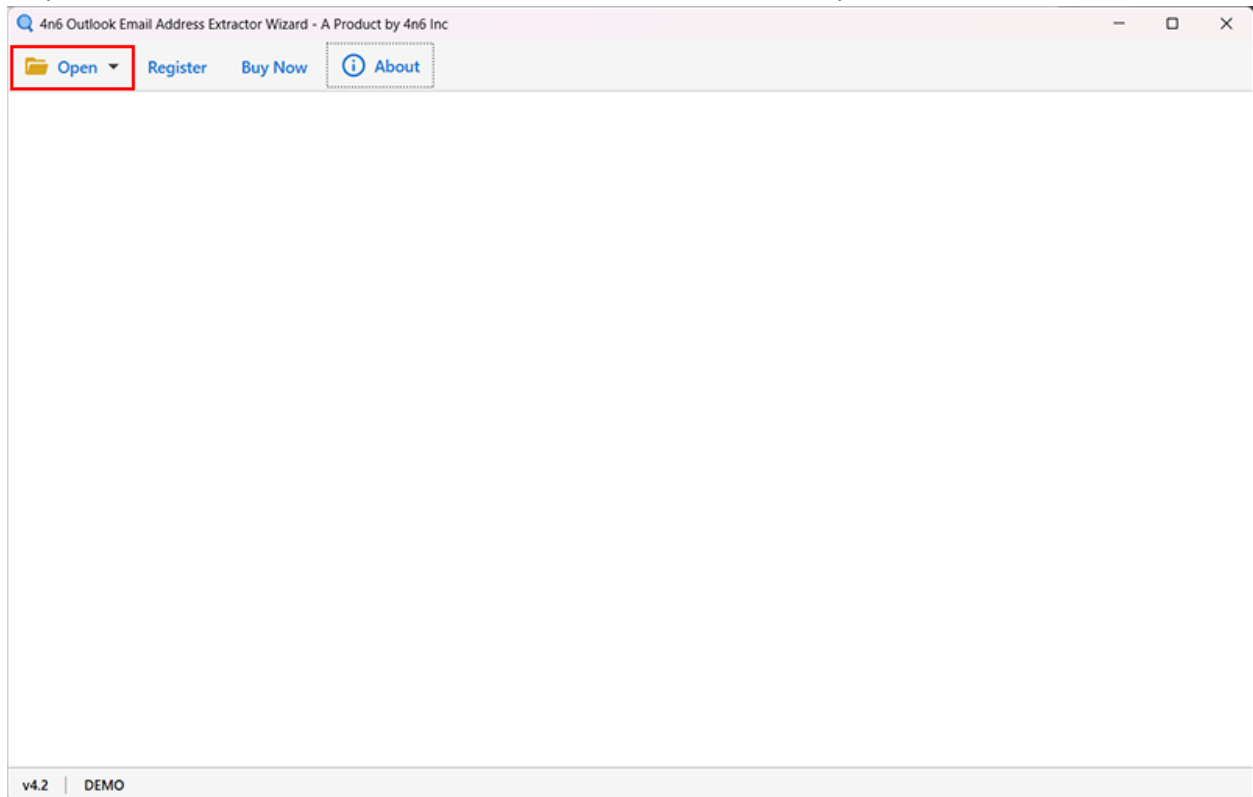 4n6 Outlook Email Address Extractor Wizard - A Product by 4n6 Inc
Open Register Buy Now About
v4.2 DEMO